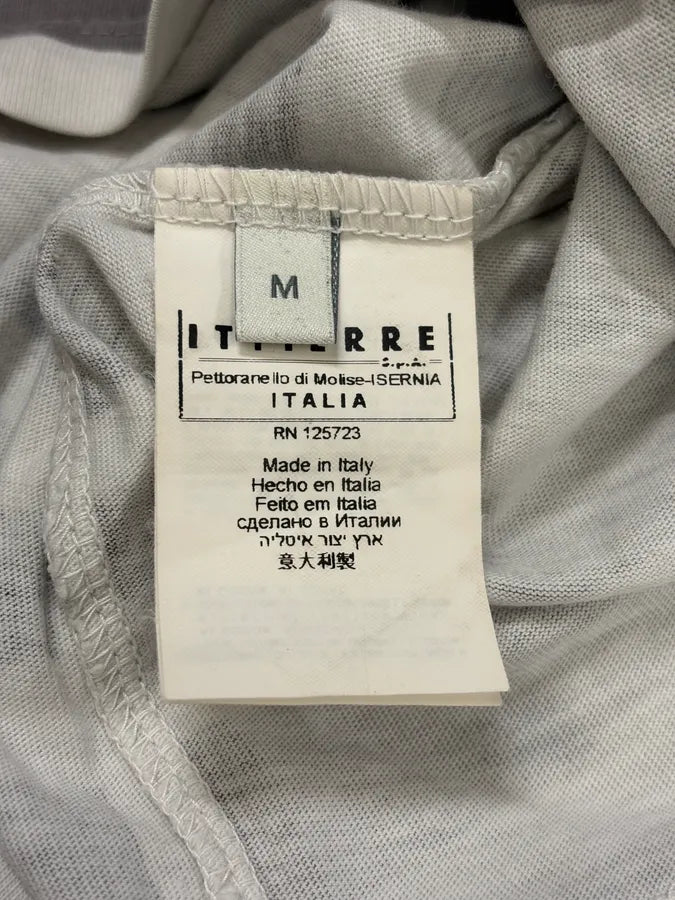 M
ITTIERRE
S.p.A.
Pettoranello di Molise-ISERNIA
ITALIA
RN 125723
Made in Italy
Hecho en Italia
Feito em Italia
сделано в Италии
ארץ יצור איטליה
意大利製